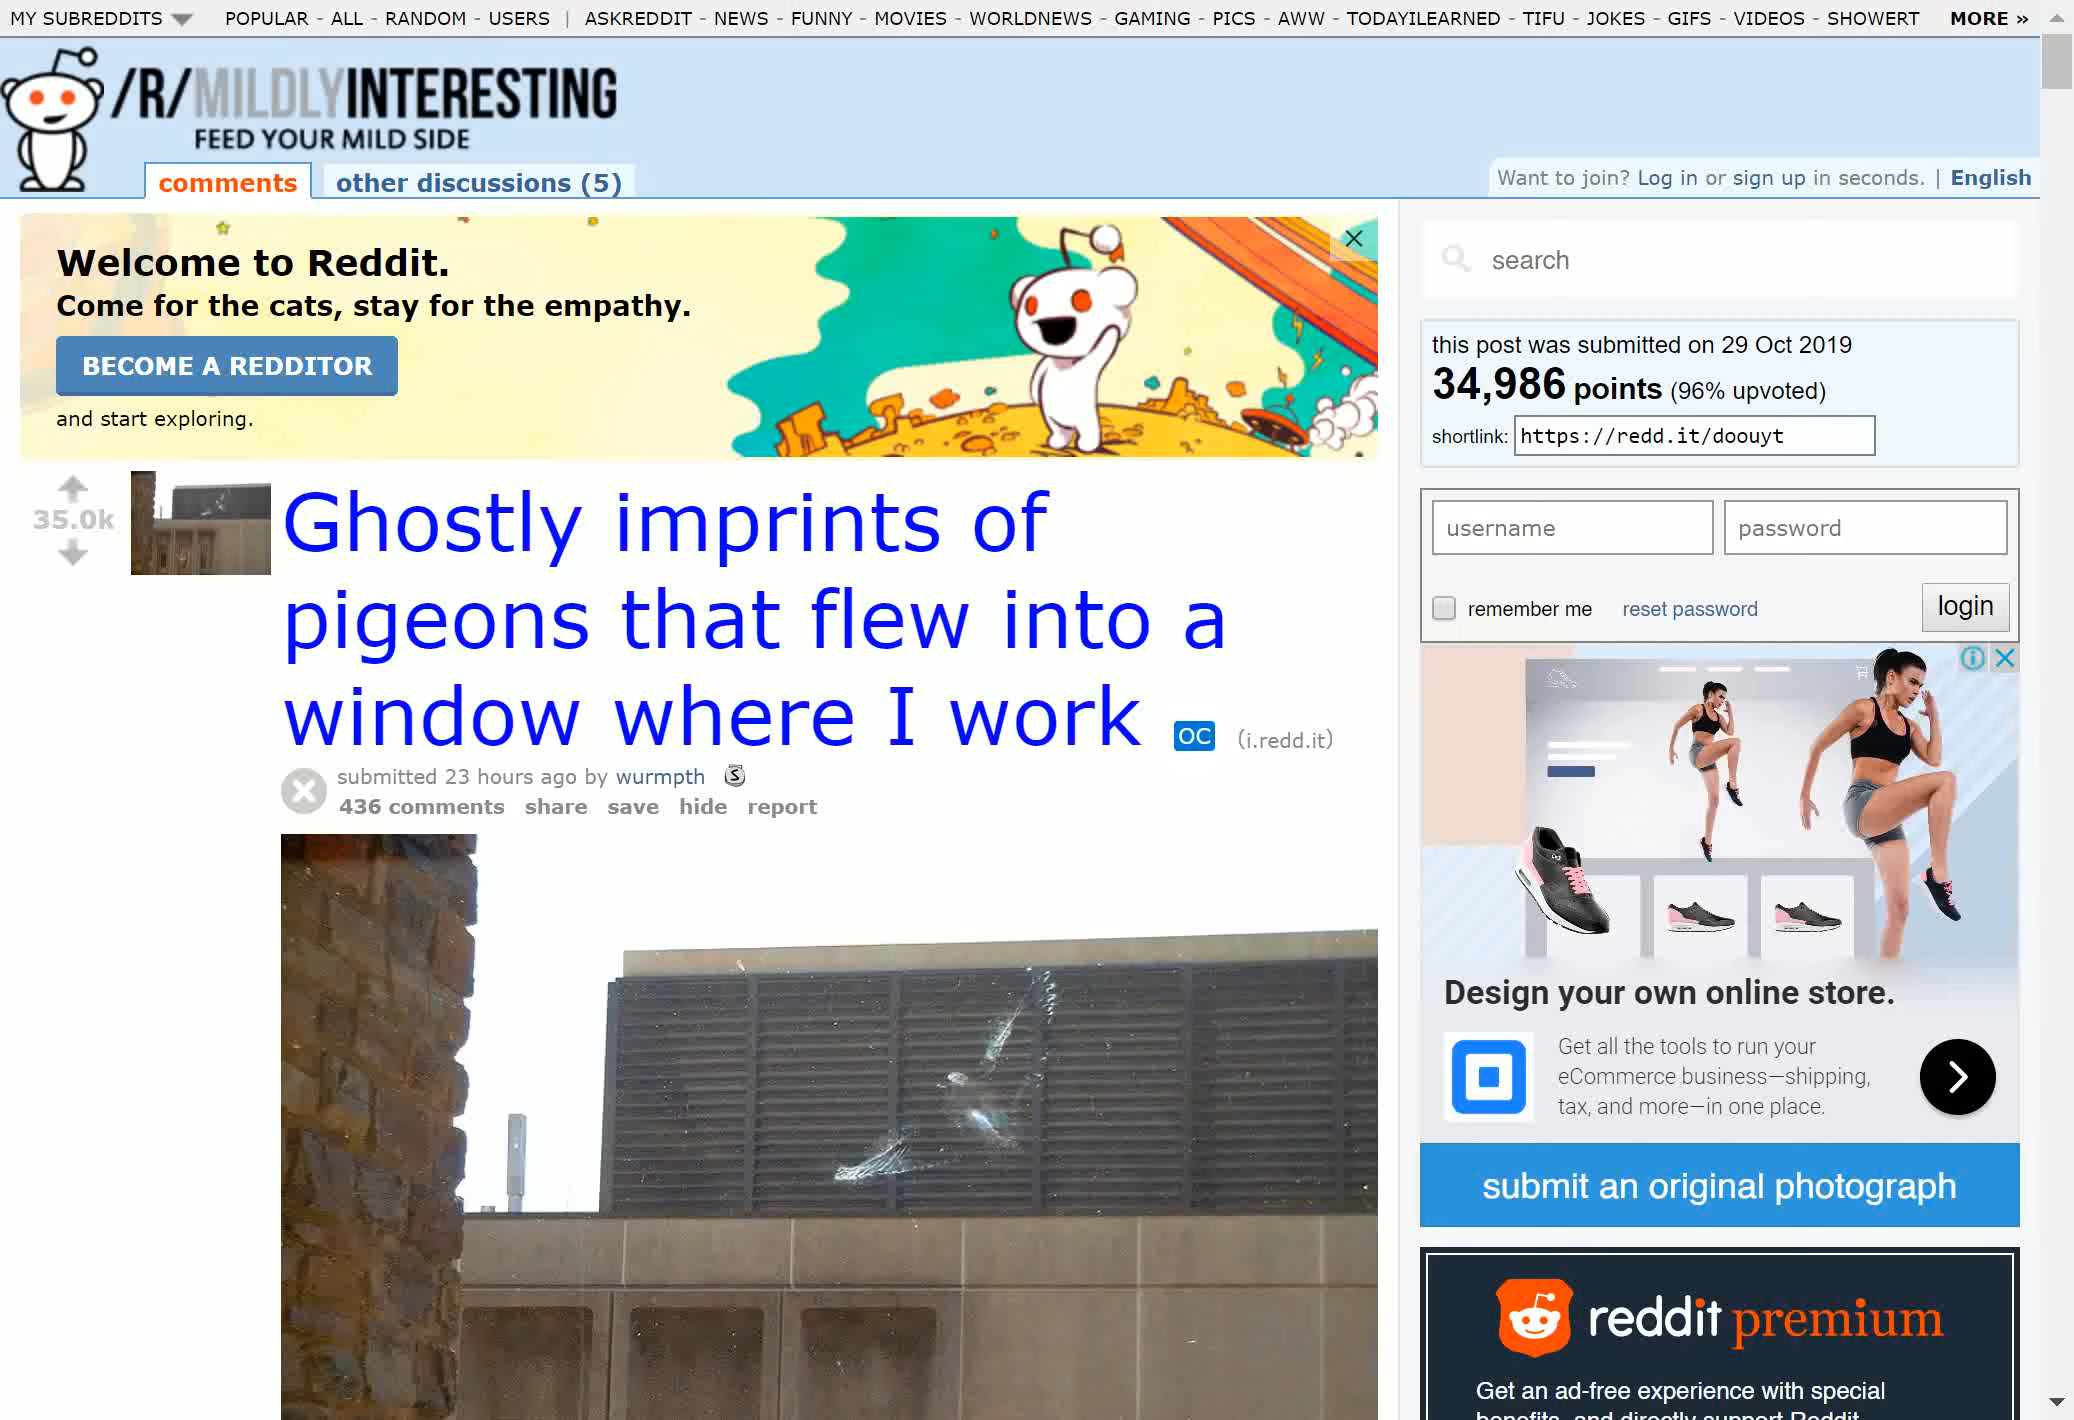 MY SUBREDDITS POPULAR - ALL - RANDOM - USERS | ASKREDDIT - NEWS - FUNNY - MOVIES - WORLDNEWS - GAMING - PICS - AWW - TODAYILEARNED - TIFU - JOKES - GIFS - VIDEOS - SHOWERT MORE »
/R/MILDLYINTERESTING
FEED YOUR MILD SIDE
comments other discussions (5)
Want to join? Log in or sign up in seconds. | English
Welcome to Reddit.
Come for the cats, stay for the empathy.
BECOME A REDDITOR
and start exploring.
35.0k
Ghostly imprints of
pigeons that flew into a
window where I work OC (i.redd.it)
submitted 23 hours ago by wurmpth S
436 comments share save hide report
search
this post was submitted on 29 Oct 2019
34,986 points (96% upvoted)
shortlink: https://redd.it/doouyt
username password
remember me reset password login
Design your own online store.
Get all the tools to run your
eCommerce business—shipping,
tax, and more—in one place.
submit an original photograph
reddit premium
Get an ad-free experience with special
benefits, and directly support Reddit.